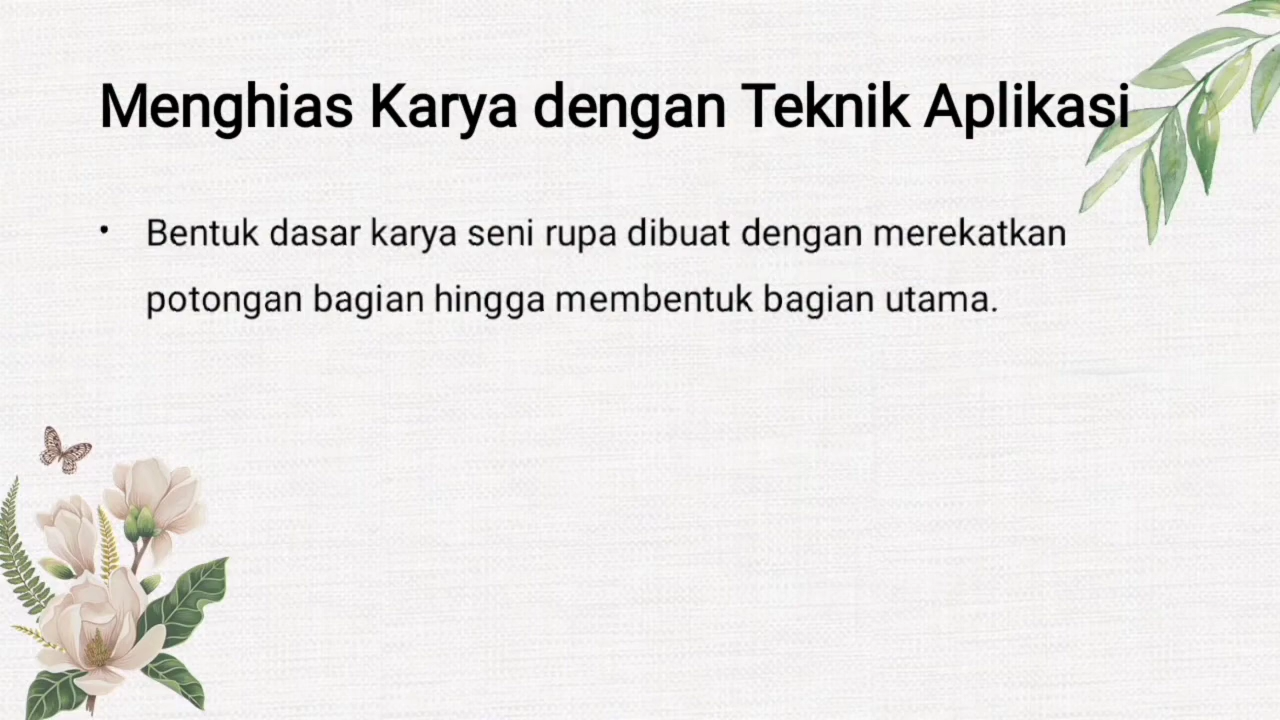 Menghias Karya dengan Teknik Aplikasi
• Bentuk dasar karya seni rupa dibuat dengan merekatkan
potongan bagian hingga membentuk bagian utama.